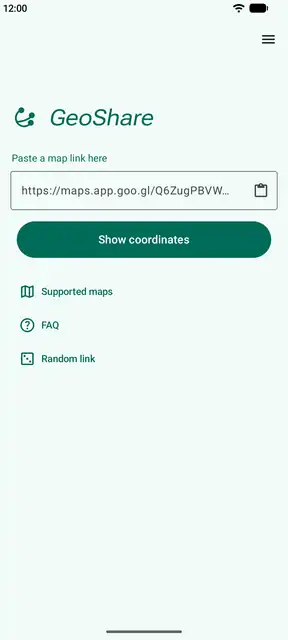 12:00
GeoShare
Paste a map link here
https://maps.app.goo.gl/Q6ZugPBVW…
Show coordinates
Supported maps
FAQ
Random link